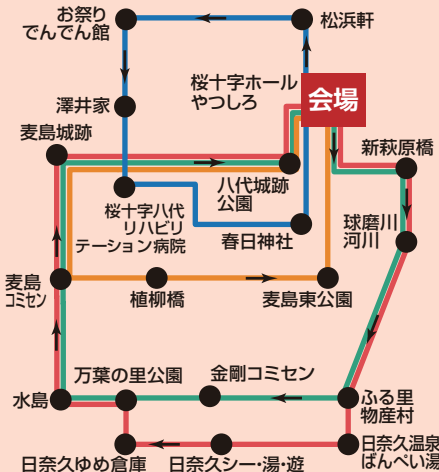 お祭り
でんでん館
松浜軒
桜十字ホール
やつしろ
会場
澤井家
麦島城跡
新萩原橋
八代城跡
公園
桜十字八代
リハビリ
テーション病院
春日神社
球磨川
河川
麦島
コミセン
植柳橋
麦島東公園
水島
万葉の里公園
金剛コミセン
ふる里
物産村
日奈久ゆめ倉庫
日奈久シー・湯・遊
日奈久温泉
ばんぺい湯